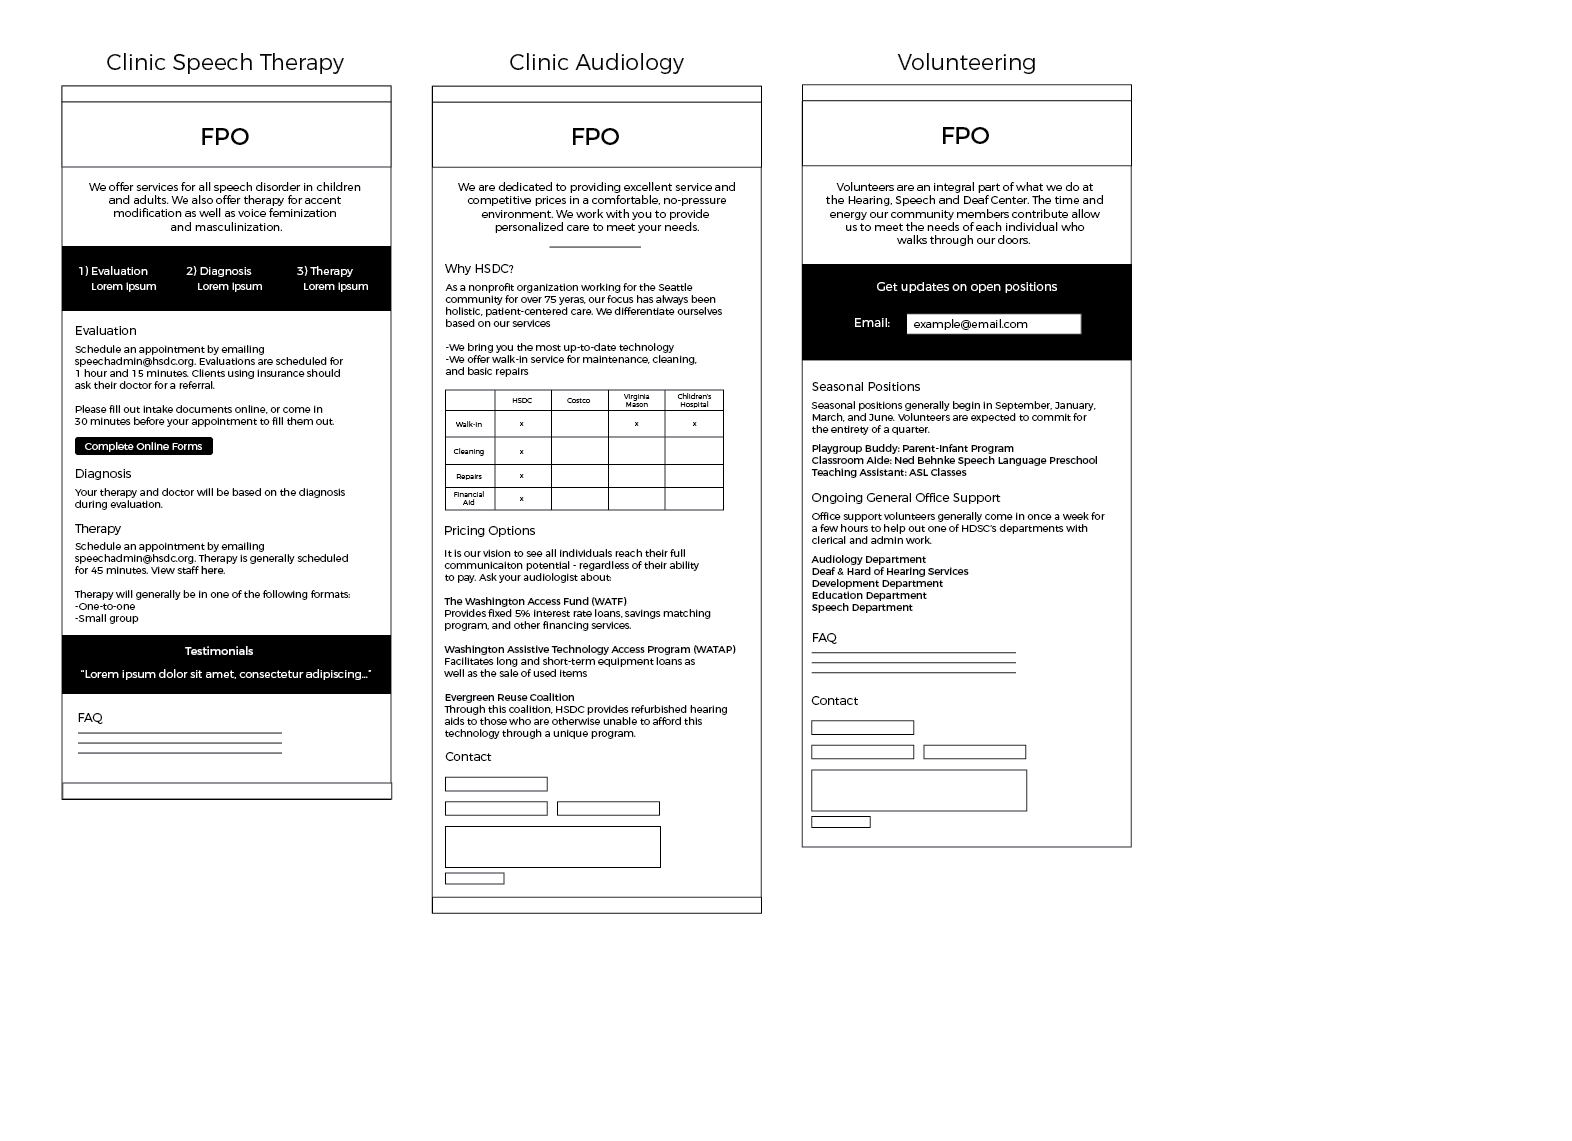 Clinic Speech Therapy
FPO
We offer services for all speech disorder in children
and adults. We also offer therapy for accent
modification as well as voice feminization
and masculinization.
1) Evaluation
Lorem Ipsum
2) Diagnosis
Lorem Ipsum
3) Therapy
Lorem Ipsum
Evaluation
Schedule an appointment by emailing
speechadmin@hsdc.org. Evaluations are scheduled for
1 hour and 15 minutes. Clients using insurance should
ask their doctor for a referral.
Please fill out intake documents online, or come in
30 minutes before your appointment to fill them out.
Complete Online Forms
Diagnosis
Your therapy and doctor will be based on the diagnosis
during evaluation.
Therapy
Schedule an appointment by emailing
speechadmin@hsdc.org. Therapy is generally scheduled
for 45 minutes. View staff here.
Therapy will generally be in one of the following formats:
-One-to-one
-Small group
Testimonials
"Lorem ipsum dolor sit amet, consectetur adipiscing..."
FAQ
Clinic Audiology
FPO
We are dedicated to providing excellent service and
competitive prices in a comfortable, no-pressure
environment. We work with you to provide
personalized care to meet your needs.
Why HSDC?
As a nonprofit organization working for the Seattle
community for over 75 yeras, our focus has always been
holistic, patient-centered care. We differentiate ourselves
based on our services
-We bring you the most up-to-date technology
-We offer walk-in service for maintenance, cleaning,
and basic repairs
HSDC Costco Virginia Mason Chlidren's Hospital
Walk-in x x x
Cleaning x
Repairs x
Financial Aid x
Pricing Options
It is our vision to see all individuals reach their full
communicaiton potential - regardless of their ability
to pay. Ask your audiologist about:
The Washington Access Fund (WATF)
Provides fixed 5% interest rate loans, savings matching
program, and other financing services.
Washington Assistive Technology Access Program (WATAP)
Facilitates long and short-term equipment loans as
well as the sale of used items
Evergreen Reuse Coalition
Through this coalition, HSDC provides refurbished hearing
aids to those who are otherwise unable to afford this
technology through a unique program.
Contact
Volunteering
FPO
Volunteers are an integral part of what we do at
the Hearing, Speech and Deaf Center. The time and
energy our community members contribute allow
us to meet the needs of each individual who
walks through our doors.
Get updates on open positions
Email: example@email.com
Seasonal Positions
Seasonal positions generally begin in September, January,
March, and June. Volunteers are expected to commit for
the entirety of a quarter.
Playgroup Buddy: Parent-Infant Program
Classroom Aide: Ned Behnke Speech Language Preschool
Teaching Assistant: ASL Classes
Ongoing General Office Support
Office support volunteers generally come in once a week for
a few hours to help out one of HDSC's departments with
clerical and admin work.
Audiology Department
Deaf & Hard of Hearing Services
Development Department
Education Department
Speech Department
FAQ
Contact